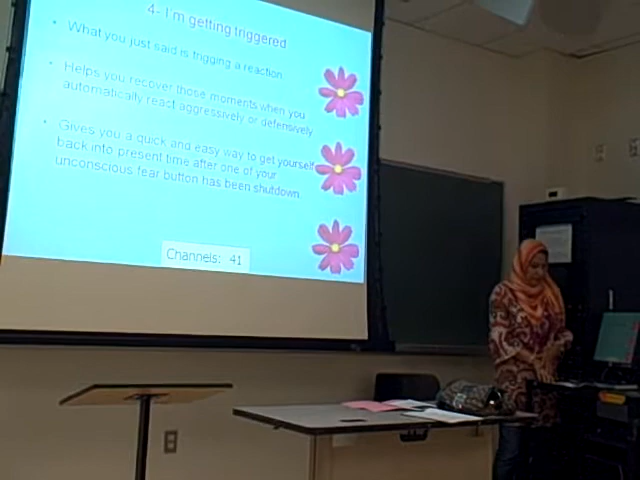 4- I'm getting triggered
• What you just said is trigging a reaction.
• Helps you recover those moments when you
automatically react aggressively or defensively
• Gives you a quick and easy way to get yourself
back into present time after one of your
unconscious fear button has been shutdown.
Channels: 41